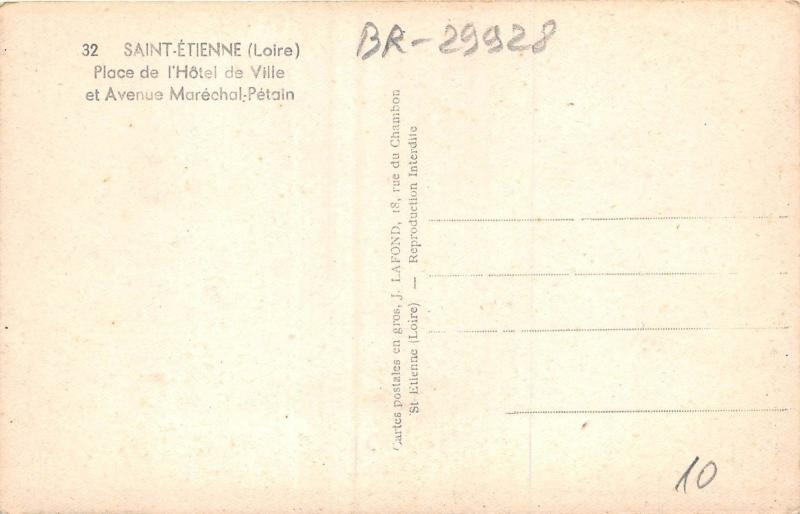 32 SAINT-ÉTIENNE (Loire)
Place de l'Hôtel de Ville
et Avenue Maréchal-Pétain
BR-29928
Cartes postales en gros, J. LAFOND, 18, rue du Chambon
St Etienne (Loire) — Reproduction Interdite
10